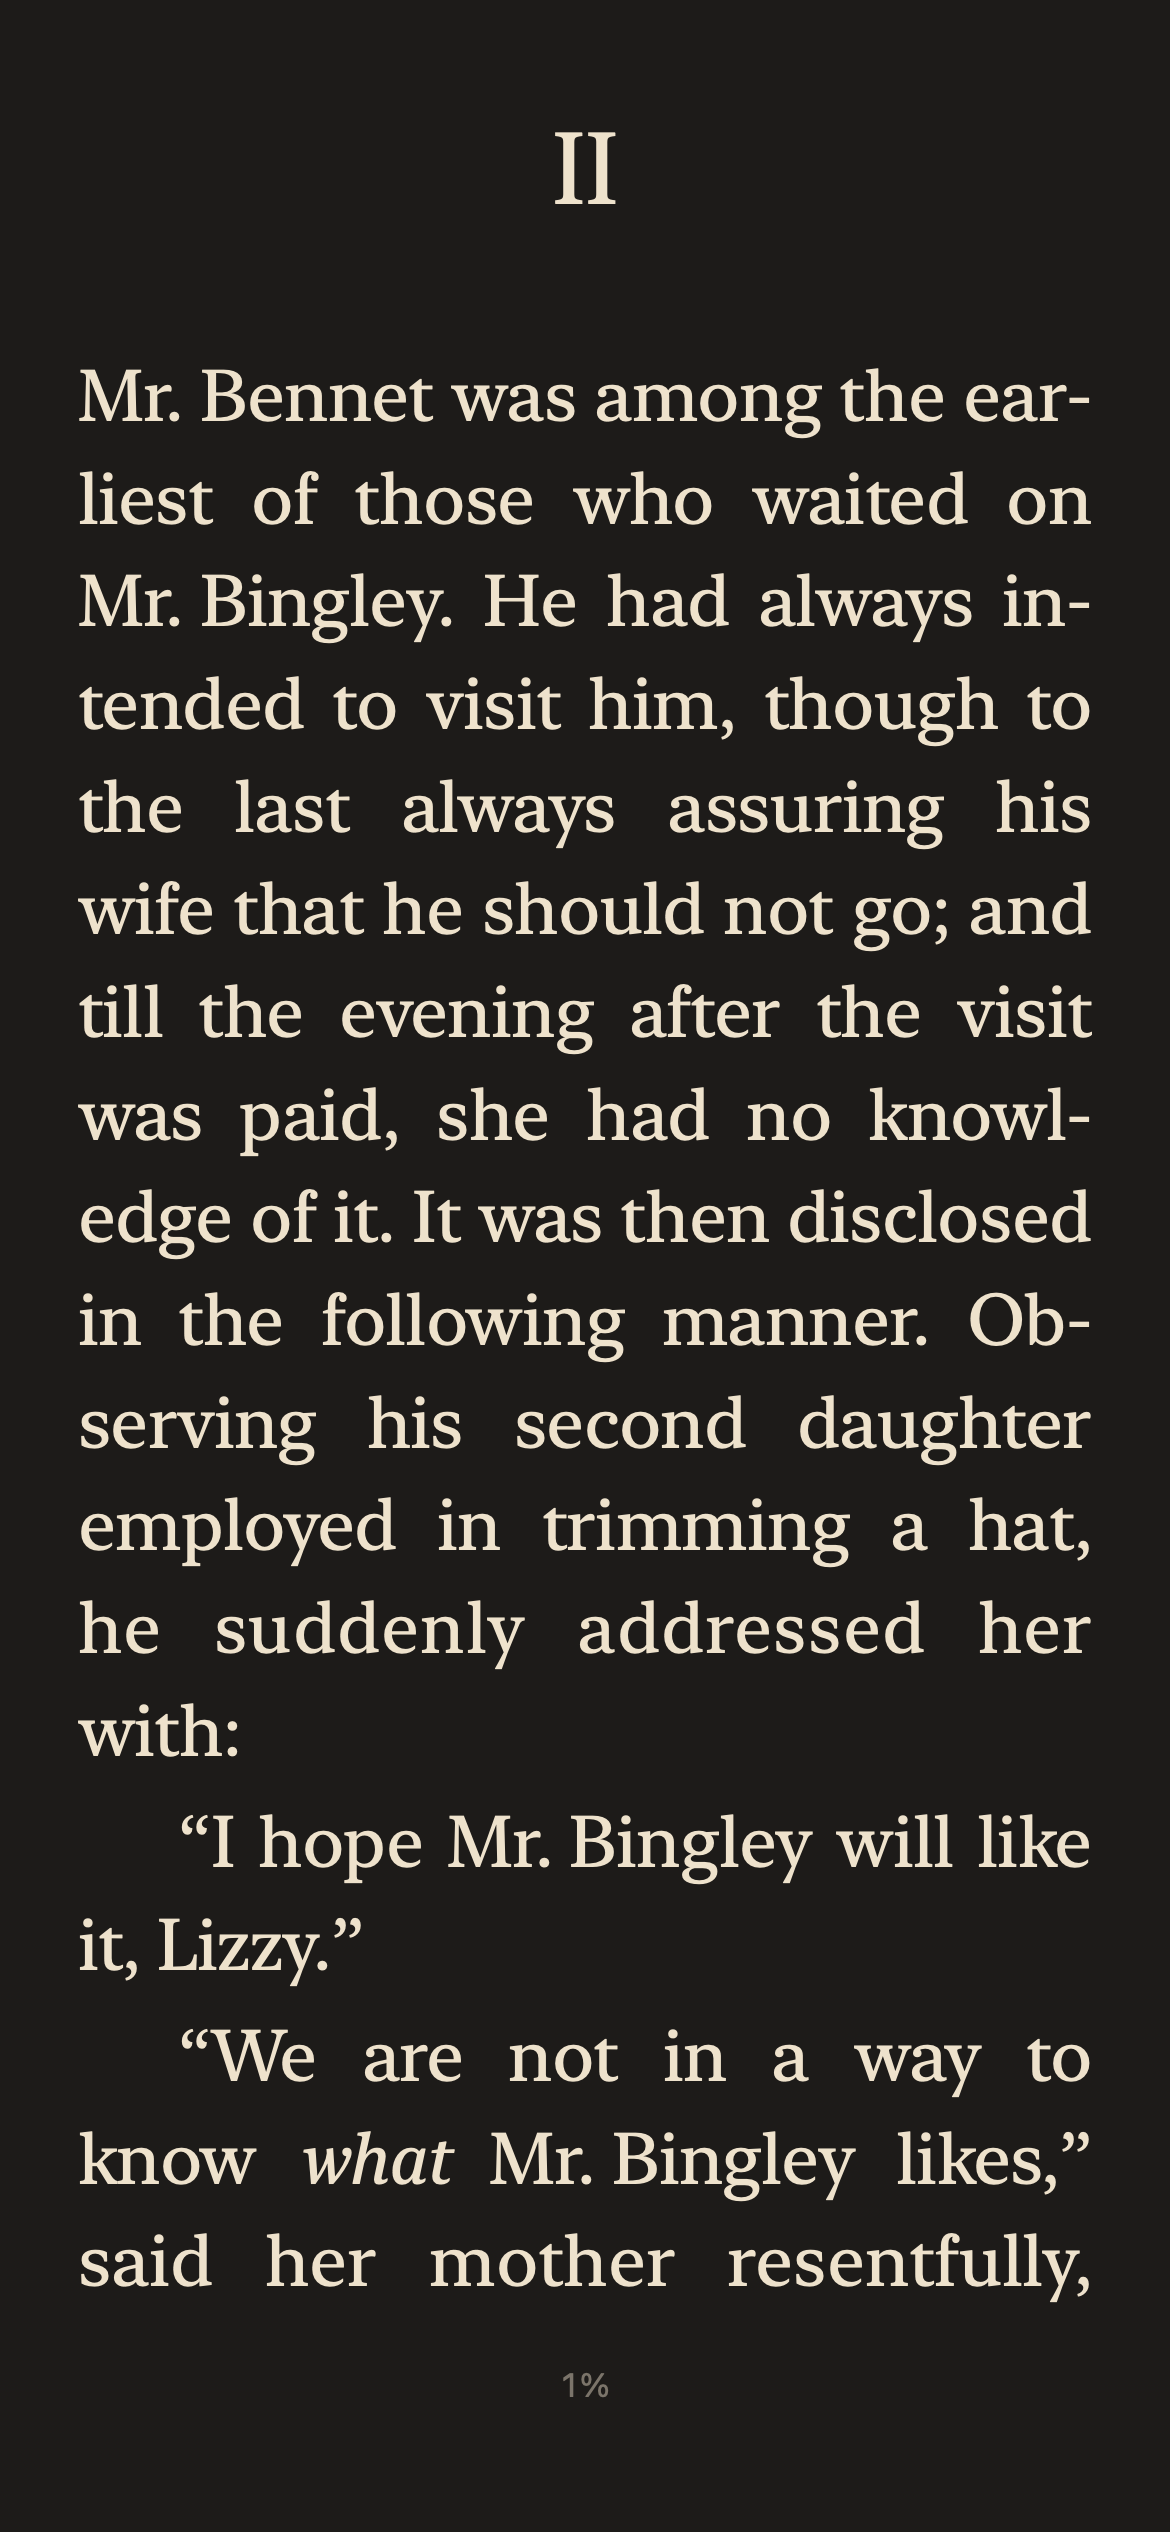 II
Mr. Bennet was among the ear-
liest of those who waited on
Mr. Bingley. He had always in-
tended to visit him, though to
the last always assuring his
wife that he should not go; and
till the evening after the visit
was paid, she had no knowl-
edge of it. It was then disclosed
in the following manner. Ob-
serving his second daughter
employed in trimming a hat,
he suddenly addressed her
with:
“I hope Mr. Bingley will like
it, Lizzy.”
“We are not in a way to
know what Mr. Bingley likes,”
said her mother resentfully,
1%